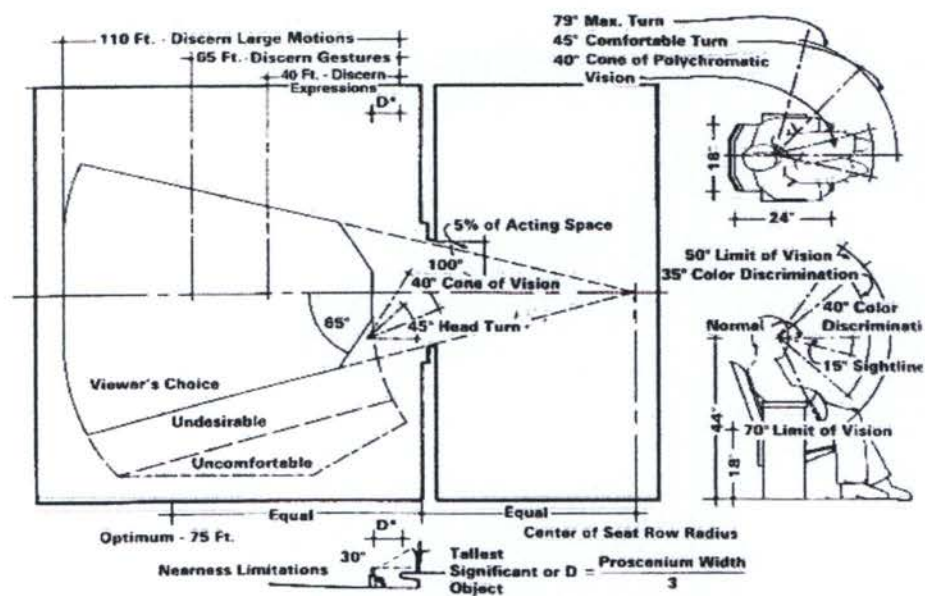 110 Ft. - Discern Large Motions
65 Ft. - Discern Gestures
40 Ft. - Discern
Expressions
D*
79° Max. Turn
45° Comfortable Turn
40° Cone of Polychromatic
Vision
18"
24"
5% of Acting Space
100°
40° Cone of Vision
65°
45° Head Turn
Viewer's Choice
Undesirable
Uncomfortable
50° Limit of Vision
35° Color Discrimination
40° Color
Discriminati
Normal
15° Sightline
70° Limit of Vision
44"
18"
Equal
Equal
Optimum - 75 Ft.
Center of Seat Row Radius
D*
30°
Nearness Limitations
Tallest
Significant or D = Proscenium Width
3
Object